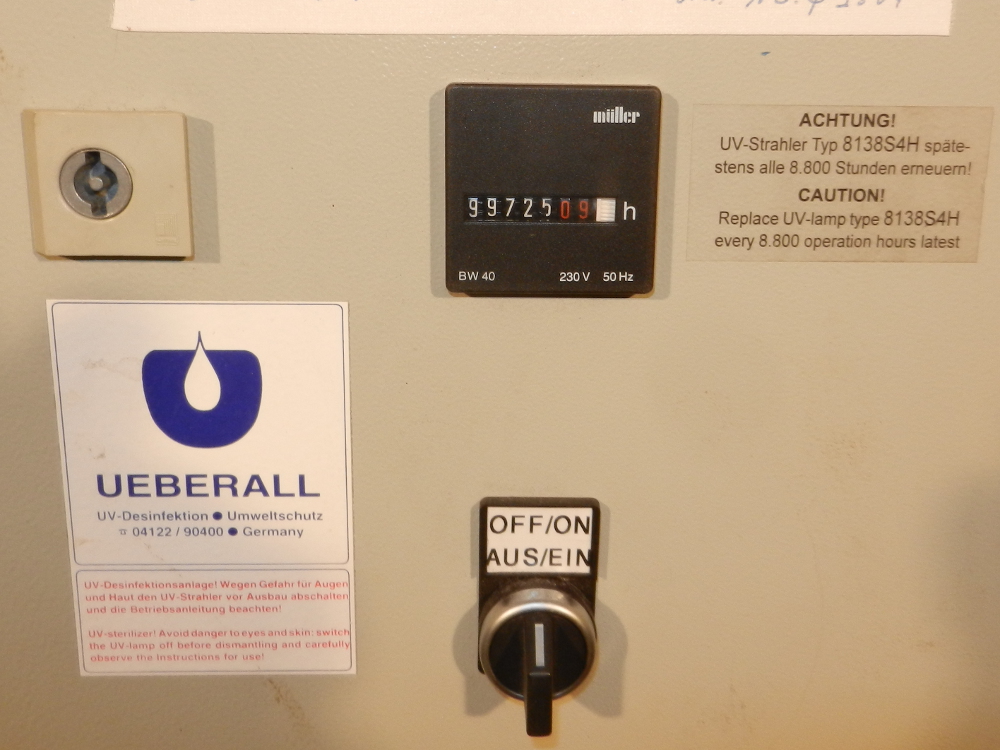 müller
9972509 h
BW 40 230 V 50 Hz
ACHTUNG!
UV-Strahler Typ 8138S4H späte-
stens alle 8.800 Stunden erneuern!
CAUTION!
Replace UV-lamp type 8138S4H
every 8.800 operation hours latest
UEBERALL
UV-Desinfektion ● Umweltschutz
☏ 04122 / 90400 ● Germany
UV-Desinfektionsanlage! Wegen Gefahr für Augen
und Haut den UV-Strahler vor Ausbau abschalten
und die Betriebsanleitung beachten!
UV-sterilizer! Avoid danger to eyes and skin: switch
the UV-lamp off before dismantling and carefully
observe the instructions for use!
OFF/ON
AUS/EIN